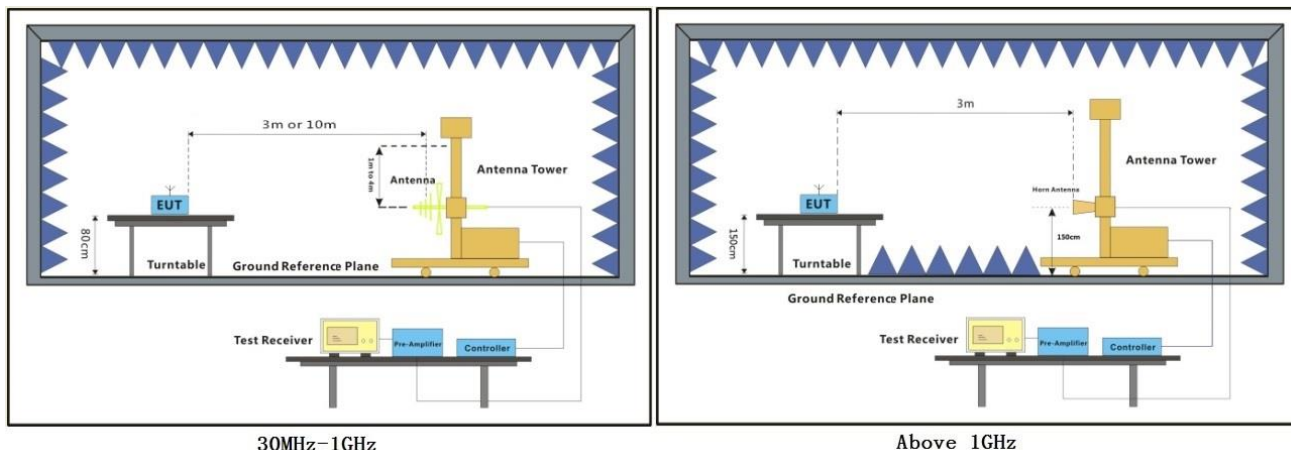 3m or 10m
1m to 4m
Antenna
Antenna Tower
EUT
80cm
Turntable
Ground Reference Plane
Test Receiver
Pre-Amplifier
Controller
30MHz-1GHz
3m
Antenna Tower
Horn Antenna
EUT
150cm
150cm
Turntable
Ground Reference Plane
Test Receiver
Pre-Amplifier
Controller
Above 1GHz